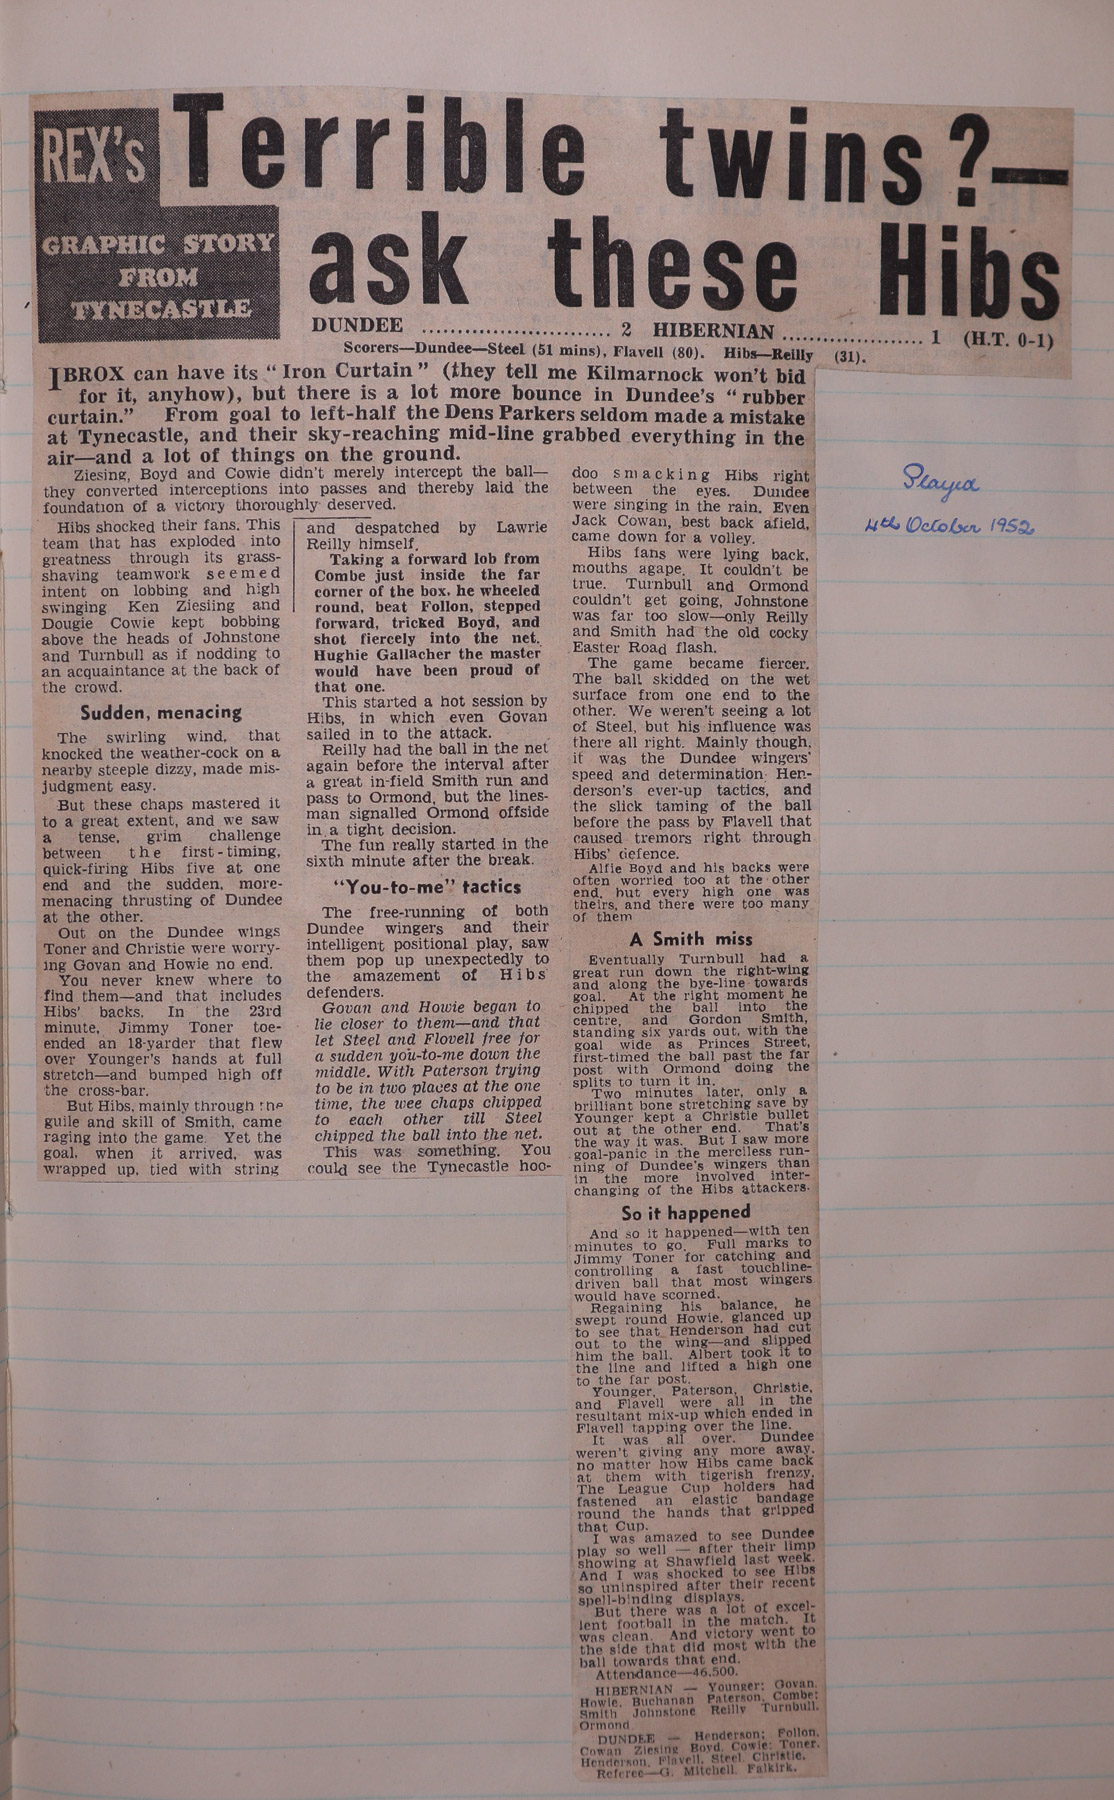 REX's
GRAPHIC STORY
FROM
TYNECASTLE
Terrible twins?—
ask these Hibs
DUNDEE ........................... 2 HIBERNIAN ..................... 1 (H.T. 0-1)
Scorers—Dundee—Steel (51 mins), Flavell (80). Hibs—Reilly (31).
IBROX can have its "Iron Curtain" (they tell me Kilmarnock won't bid
for it, anyhow), but there is a lot more bounce in Dundee's "rubber
curtain." From goal to left-half the Dens Parkers seldom made a mistake
at Tynecastle, and their sky-reaching mid-line grabbed everything in the
air—and a lot of things on the ground.
Ziesing, Boyd and Cowie didn't merely intercept the ball—
they converted interceptions into passes and thereby laid the
foundation of a victory thoroughly deserved.
Hibs shocked their fans. This
team that has exploded into
greatness through its grass-
shaving teamwork seemed
intent on lobbing and high
swinging Ken Ziesiing and
Dougie Cowie kept bobbing
above the heads of Johnstone
and Turnbull as if nodding to
an acquaintance at the back of
the crowd.
Sudden, menacing
The swirling wind, that
knocked the weather-cock on a
nearby steeple dizzy, made mis-
judgment easy.
But these chaps mastered it
to a great extent, and we saw
a tense, grim challenge
between the first-timing,
quick-firing Hibs five at one
end and the sudden, more-
menacing thrusting of Dundee
at the other.
Out on the Dundee wings
Toner and Christie were worry-
ing Govan and Howie no end.
You never knew where to
find them—and that includes
Hibs' backs. In the 23rd
minute, Jimmy Toner toe-
ended an 18-yarder that flew
over Younger's hands at full
stretch—and bumped high off
the cross-bar.
But Hibs, mainly through the
guile and skill of Smith, came
raging into the game. Yet the
goal, when it arrived, was
wrapped up, tied with string
and despatched by Lawrie
Reilly himself.
Taking a forward lob from
Combe just inside the far
corner of the box, he wheeled
round, beat Follon, stepped
forward, tricked Boyd, and
shot fiercely into the net.
Hughie Gallacher the master
would have been proud of
that one.
This started a hot session by
Hibs, in which even Govan
sailed in to the attack.
Reilly had the ball in the net
again before the interval after
a great in-field Smith run and
pass to Ormond, but the lines-
man signalled Ormond offside
in a tight decision.
The fun really started in the
sixth minute after the break.
"You-to-me" tactics
The free-running of both
Dundee wingers and their
intelligent positional play, saw
them pop up unexpectedly to
the amazement of Hibs
defenders.
Govan and Howie began to
lie closer to them—and that
let Steel and Flovell free for
a sudden you-to-me down the
middle. With Paterson trying
to be in two places at the one
time, the wee chaps chipped
to each other till Steel
chipped the ball into the net.
This was something. You
could see the Tynecastle hoo-
doo smacking Hibs right
between the eyes. Dundee
were singing in the rain. Even
Jack Cowan, best back afield,
came down for a volley.
Hibs fans were lying back,
mouths agape. It couldn't be
true. Turnbull and Ormond
couldn't get going, Johnstone
was far too slow—only Reilly
and Smith had the old cocky
Easter Road flash.
The game became fiercer.
The ball skidded on the wet
surface from one end to the
other. We weren't seeing a lot
of Steel, but his influence was
there all right. Mainly though,
it was the Dundee wingers'
speed and determination; Hen-
derson's ever-up tactics, and
the slick taming of the ball
before the pass by Flavell that
caused tremors right through
Hibs' defence.
Alfie Boyd and his backs were
often worried too at the other
end, but every high one was
theirs, and there were too many
of them
A Smith miss
Eventually Turnbull had a
great run down the right-wing
and along the bye-line towards
goal. At the right moment he
chipped the ball into the
centre, and Gordon Smith,
standing six yards out, with the
goal wide as Princes Street,
first-timed the ball past the far
post with Ormond doing the
splits to turn it in.
Two minutes later, only a
brilliant bone stretching save by
Younger kept a Christie bullet
out at the other end. That's
the way it was. But I saw more
goal-panic in the merciless run-
ning of Dundee's wingers than
in the more involved inter-
changing of the Hibs attackers.
So it happened
And so it happened—with ten
minutes to go. Full marks to
Jimmy Toner for catching and
controlling a fast touchline-
driven ball that most wingers
would have scorned.
Regaining his balance, he
swept round Howie, glanced up
to see that Henderson had cut
out to the wing—and slipped
him the ball. Albert took it to
the line and lifted a high one
to the far post.
Younger, Paterson, Christie,
and Flavell were all in the
resultant mix-up which ended in
Flavell tapping over the line.
It was all over. Dundee
weren't giving any more away,
no matter how Hibs came back
at them with tigerish frenzy.
The League Cup holders had
fastened an elastic bandage
round the hands that gripped
that Cup.
I was amazed to see Dundee
play so well — after their limp
showing at Shawfield last week.
And I was shocked to see Hibs
so uninspired after their recent
spell-binding displays.
But there was a lot of excel-
lent football in the match. It
was clean. And victory went to
the side that did most with the
ball towards that end.
Attendance—46,500.
HIBERNIAN — Younger; Govan,
Howie, Buchanan Paterson, Combe;
Smith Johnstone Reilly Turnbull,
Ormond
DUNDEE — Henderson; Follon,
Cowan Ziesing Boyd, Cowie; Toner,
Henderson, Flavell, Steel, Christie.
Referee—G. Mitchell, Falkirk.
Played
4th October 1952